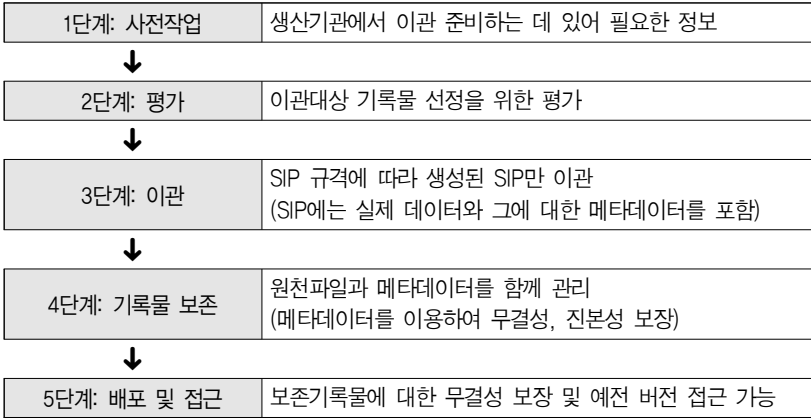 1단계: 사전작업
생산기관에서 이관 준비하는 데 있어 필요한 정보
2단계: 평가
이관대상 기록물 선정을 위한 평가
3단계: 이관
SIP 규격에 따라 생성된 SIP만 이관
(SIP에는 실제 데이터와 그에 대한 메타데이터를 포함)
4단계: 기록물 보존
원천파일과 메타데이터를 함께 관리
(메타데이터를 이용하여 무결성, 진본성 보장)
5단계: 배포 및 접근
보존기록물에 대한 무결성 보장 및 예전 버전 접근 가능